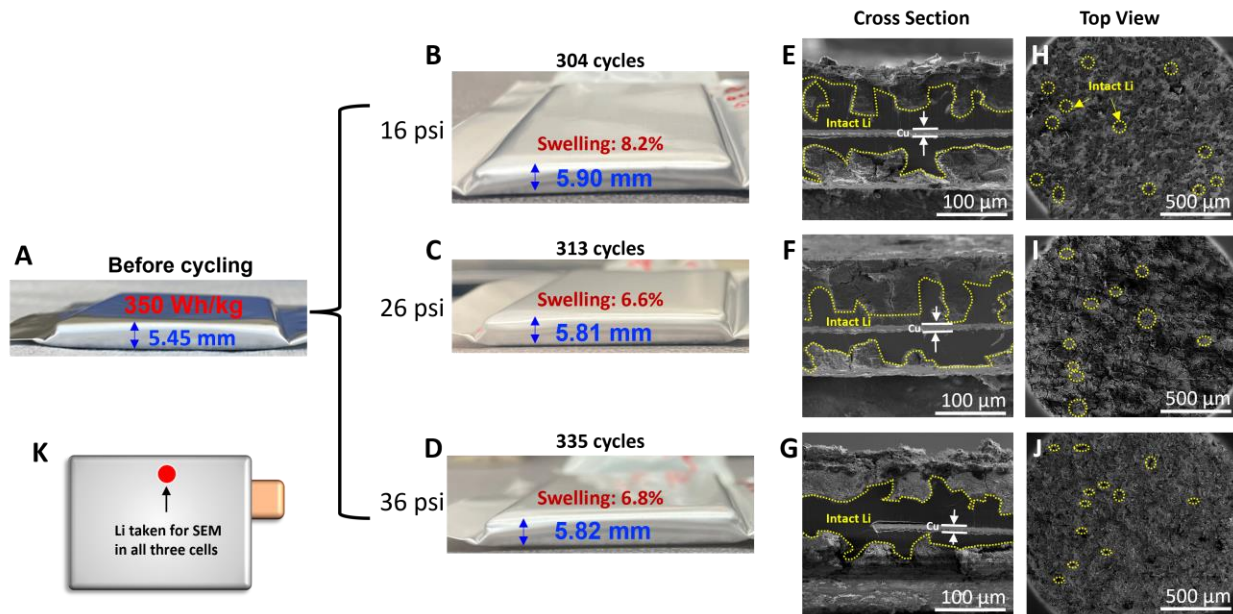 Cross Section
Top View
A
Before cycling
350 Wh/kg
5.45 mm
K
Li taken for SEM
in all three cells
16 psi
26 psi
36 psi
B
304 cycles
Swelling: 8.2%
5.90 mm
C
313 cycles
Swelling: 6.6%
5.81 mm
D
335 cycles
Swelling: 6.8%
5.82 mm
E
Intact Li
Cu
100 µm
H
Intact Li
500 µm
F
Intact Li
Cu
100 µm
I
500 µm
G
Intact Li
Cu
100 µm
J
500 µm